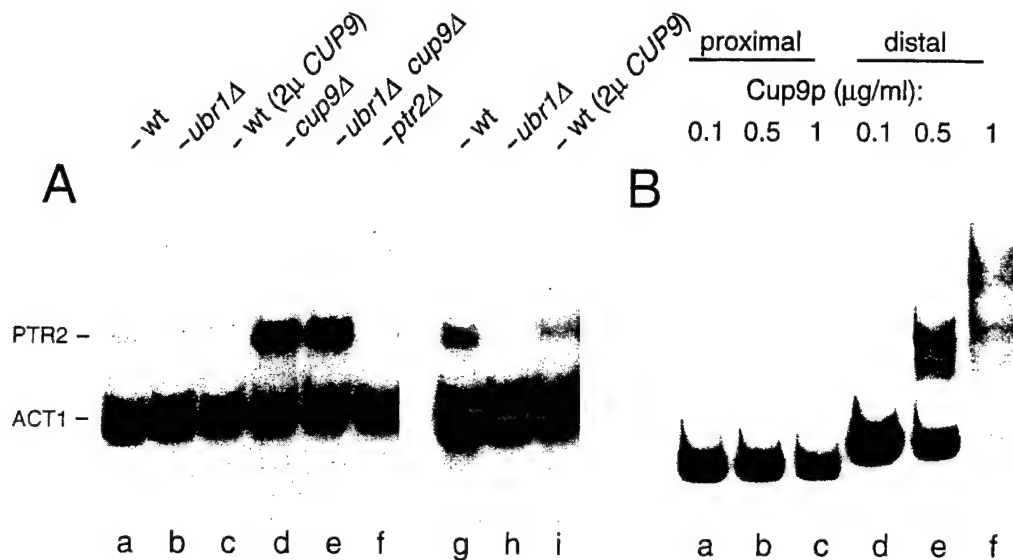 A
- wt
- ubr1Δ
- wt (2μ CUP9)
- cup9Δ
- ubr1Δ cup9Δ
- ptr2Δ
- wt
- ubr1Δ
- wt (2μ CUP9)
PTR2 -
ACT1 -
a b c d e f g h i
B
proximal distal
Cup9p (μg/ml):
0.1 0.5 1 0.1 0.5 1
a b c d e f